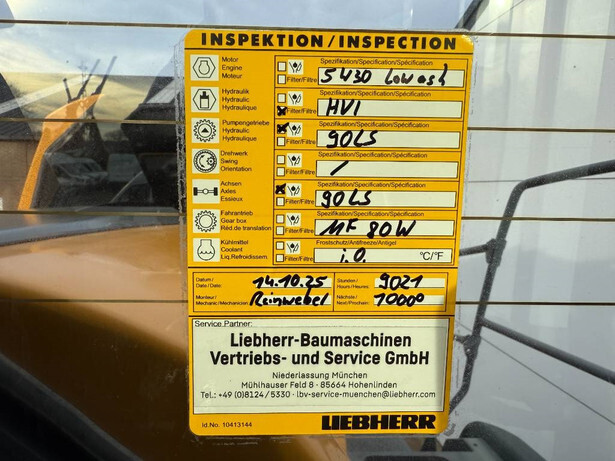 INSPEKTION/INSPECTION
Motor
Engine
Moteur
Spezifikation/Specification/Spécification
Filter/Filtre
5W30 Lowash
Hydraulik
Hydraulic
Hydraulique
Spezifikation/Specification/Spécification
Filter/Filtre
HVI
Pumpengetriebe
Hydraulic
Hydraulique
Spezifikation/Specification/Spécification
Filter/Filtre
90LS
Drehwerk
Swing
Orientation
Spezifikation/Specification/Spécification
Filter/Filtre
/
Achsen
Axles
Essieux
Spezifikation/Specification/Spécification
Filter/Filtre
90LS
Fahrantrieb
Gear box
Réd.de translation
Spezifikation/Specification/Spécification
Filter/Filtre
MF 80W
Kühlmittel
Coolant
Liq.Refroidissem.
Frostschutz/Antifreeze/Antigel
Filter/Filtre
i.O. °C/°F
Datum/
Date/Date:
14.10.25
Stunden/
Hours/Heures:
9021
Monteur/
Mechanic/Mechanicien:
Reinwebel
Nächste/
Next/Prochain:
10000
Service Partner:
Liebherr-Baumaschinen
Vertriebs- und Service GmbH
Niederlassung München
Mühlhauser Feld 8 · 85664 Hohenlinden
Tel.: +49 (0)8124/5330 · lbv-service-muenchen@liebherr.com
Id.No. 10413144
LIEBHERR